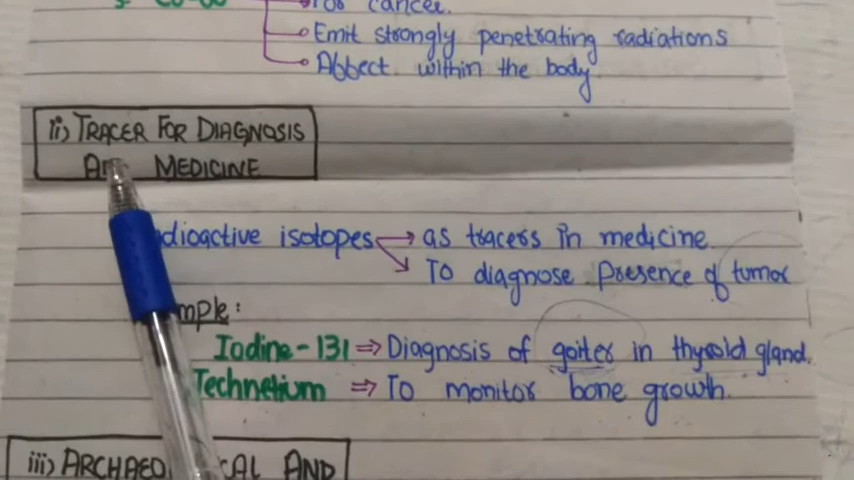 For cancer.
Emit strongly penetrating radiations
Abbect within the body
ii) TRACER FOR DIAGNOSIS
MEDICINE
dioactive isotopes → as tracers in medicine.
→ To diagnose Presence of tumor
mple:
Iodine-131 ⇒ Diagnosis of goiter in thyroid gland.
Technetium ⇒ To monitor bone growth.
iii) ARCHAEO CAL AND